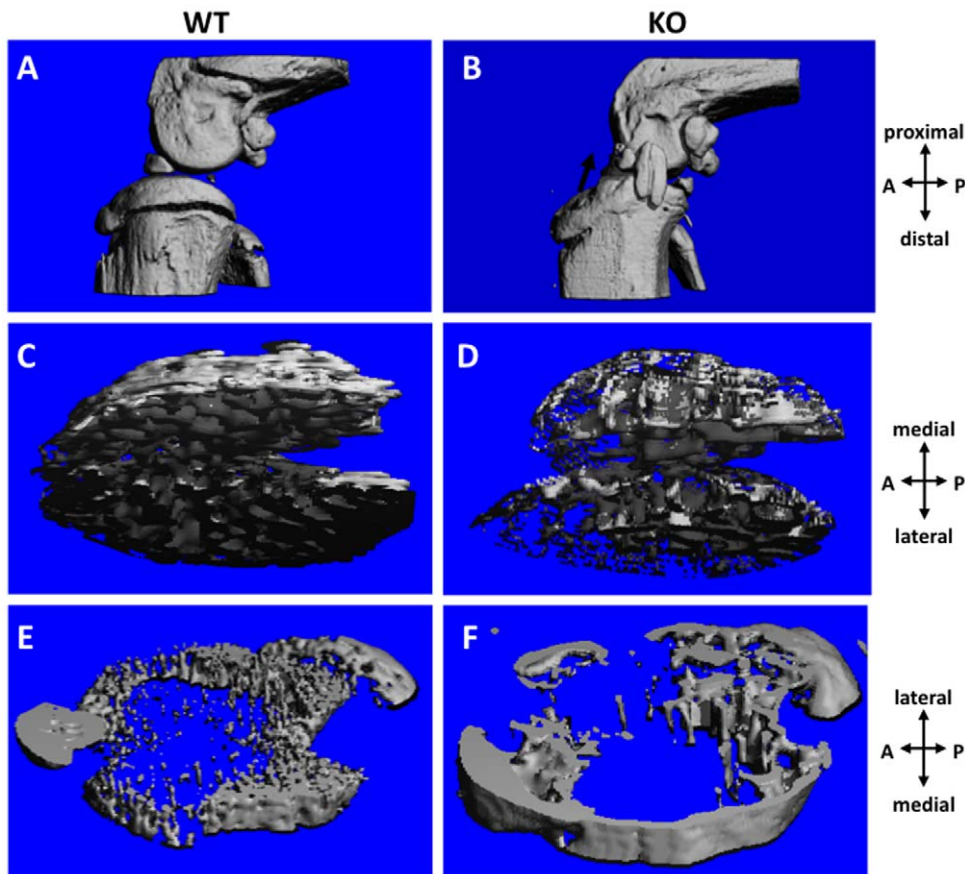 WT KO
A B
proximal
A P
distal
C D
medial
A P
lateral
E F
lateral
A P
medial